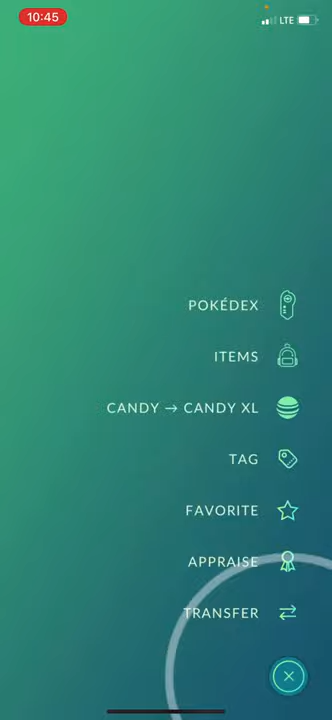 10:45
LTE
POKÉDEX
ITEMS
CANDY → CANDY XL
TAG
FAVORITE
APPRAISE
TRANSFER